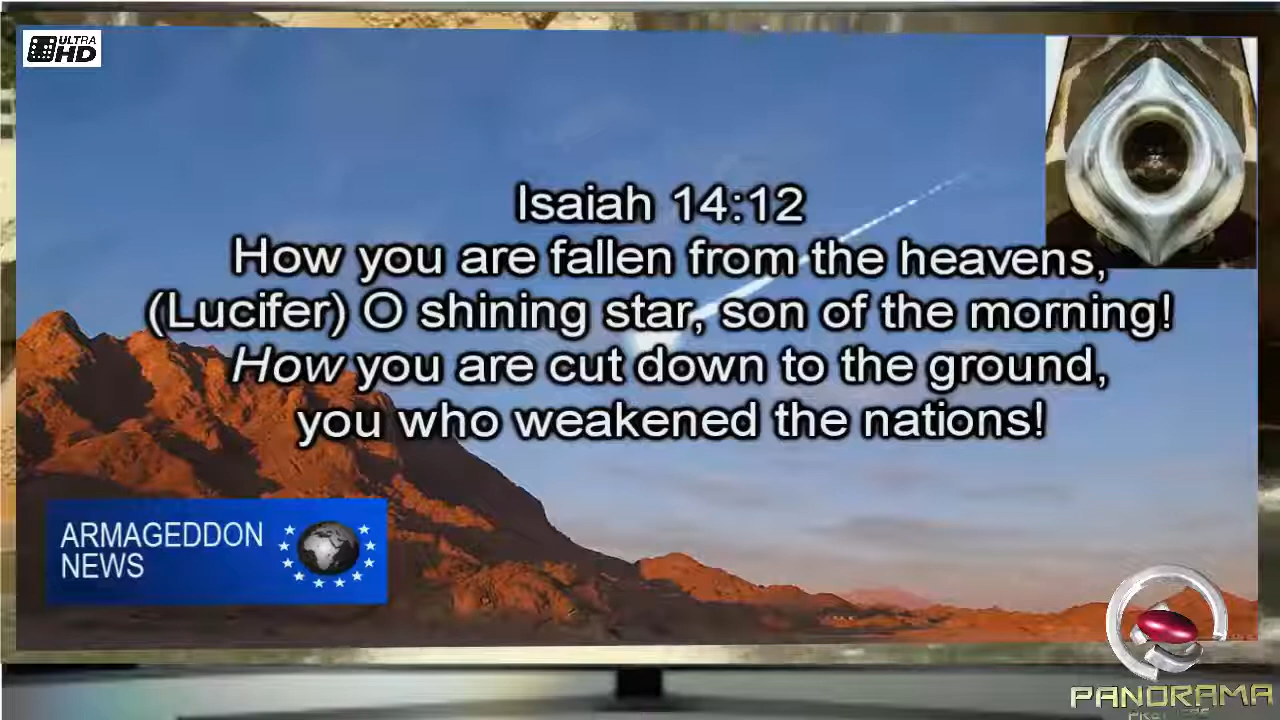 ULTRA
HD
Isaiah 14:12
How you are fallen from the heavens,
(Lucifer) O shining star, son of the morning!
How you are cut down to the ground,
you who weakened the nations!
ARMAGEDDON
NEWS
PANORAMA